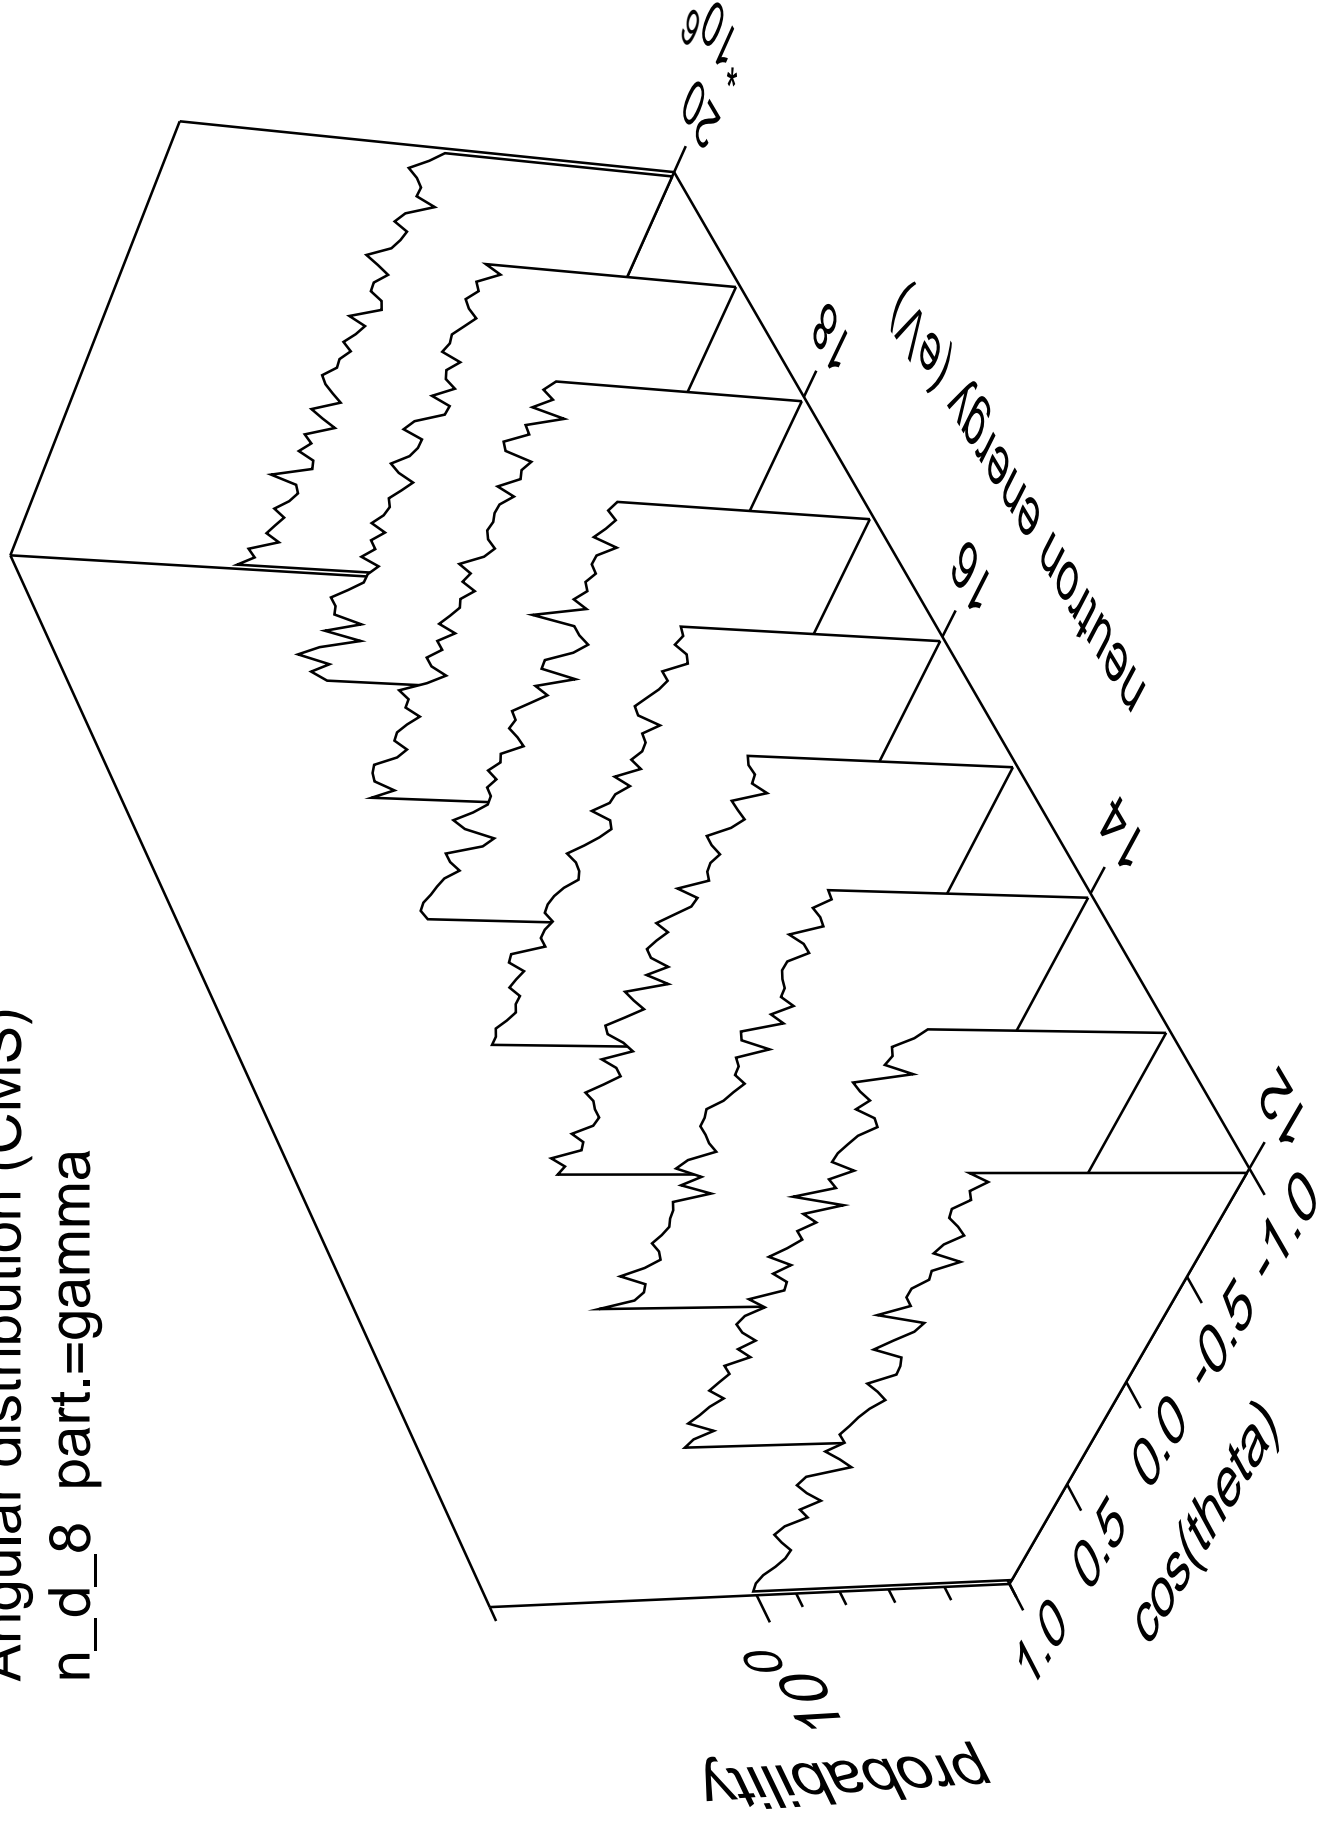 Angular distribution (CMS)
n_d_8 part.=gamma
probability
10^0
1.0 0.5 0.0 -0.5 -1.0
cos(theta)
12 14 16 18 20
*10^6
neutron energy (eV)